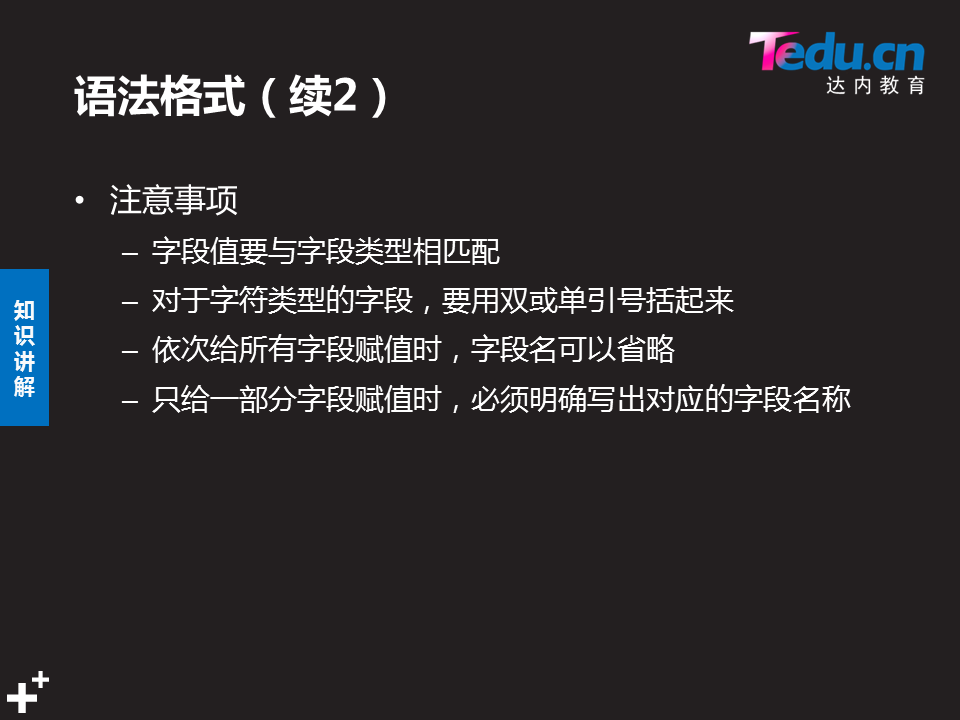 Tedu.cn
达内教育
语法格式（续2）
• 注意事项
– 字段值要与字段类型相匹配
– 对于字符类型的字段，要用双或单引号括起来
– 依次给所有字段赋值时，字段名可以省略
– 只给一部分字段赋值时，必须明确写出对应的字段名称
知
识
讲
解